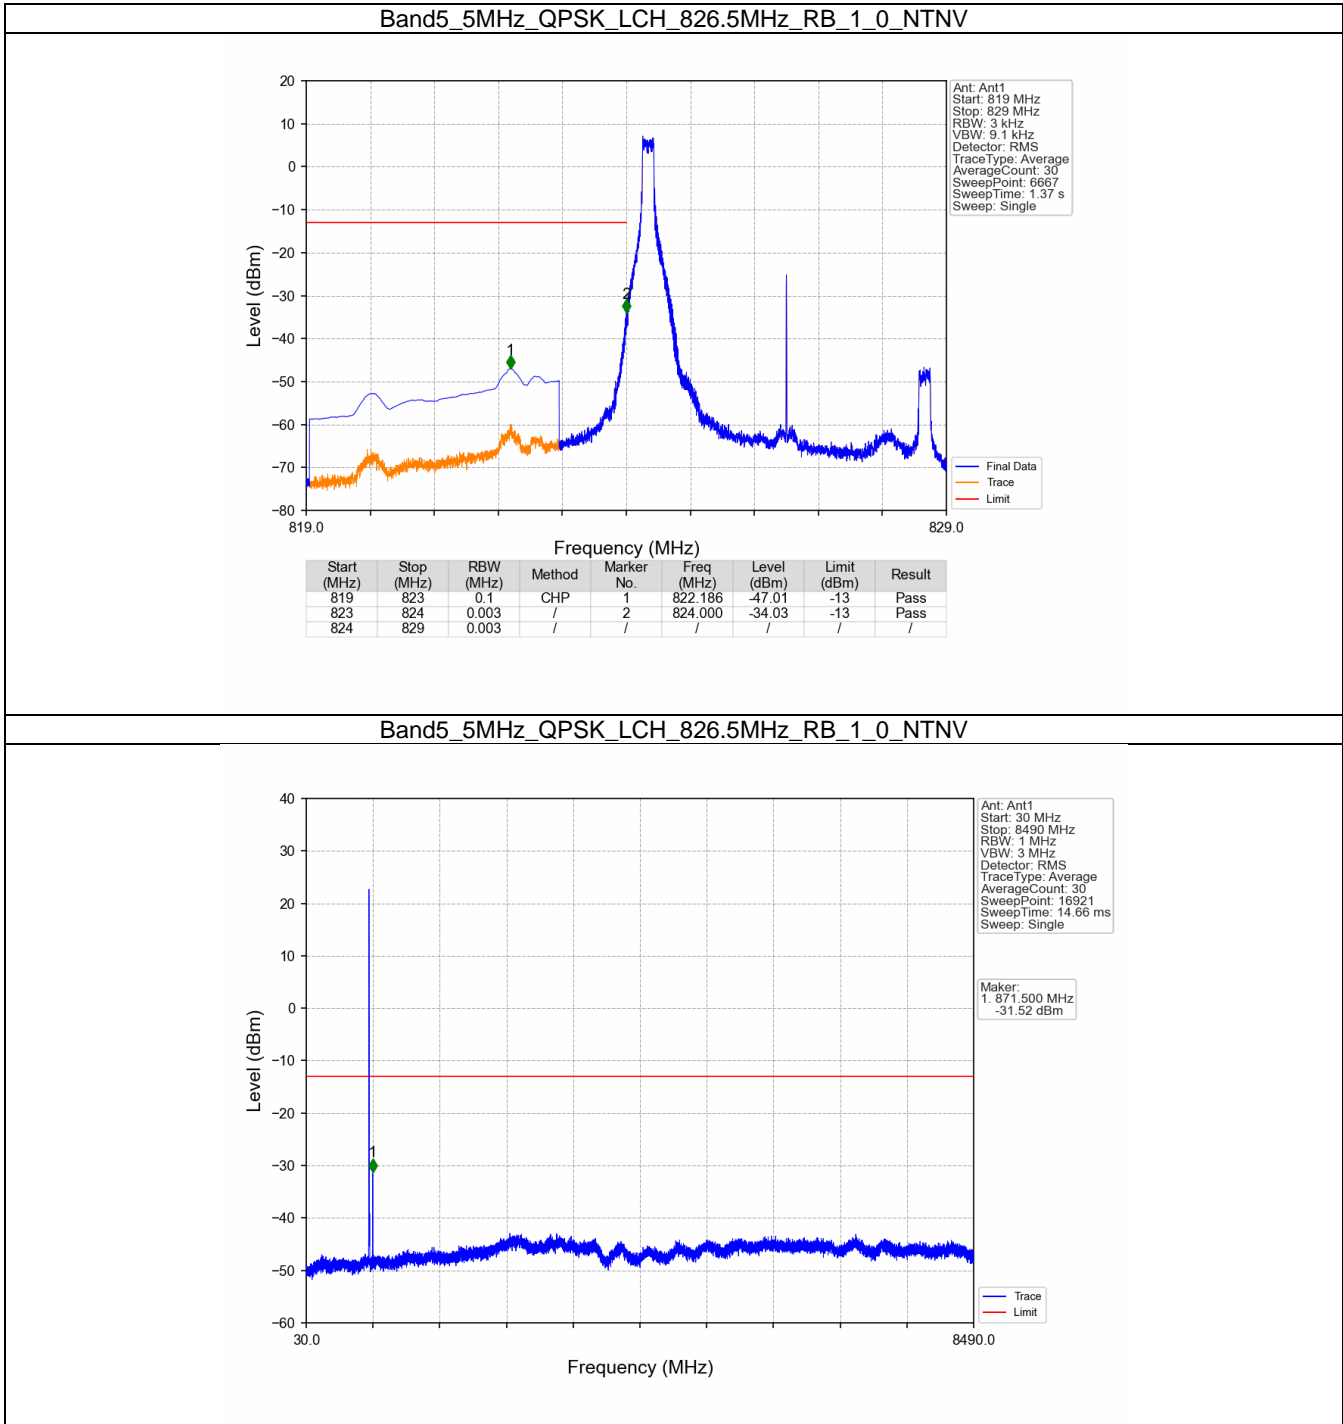 Band5_5MHz_QPSK_LCH_826.5MHz_RB_1_0_NTNV
20
10
0
−10
−20
−30
−40
−50
−60
−70
−80
Level (dBm)
1
2
819.0
829.0
Frequency (MHz)
Ant: Ant1
Start: 819 MHz
Stop: 829 MHz
RBW: 3 kHz
VBW: 9.1 kHz
Detector: RMS
TraceType: Average
AverageCount: 30
SweepPoint: 6667
SweepTime: 1.37 s
Sweep: Single
Final Data
Trace
Limit
Start (MHz) Stop (MHz) RBW (MHz) Method Marker No. Freq (MHz) Level (dBm) Limit (dBm) Result
819 823 0.1 CHP 1 822.186 -47.01 -13 Pass
823 824 0.003 / 2 824.000 -34.03 -13 Pass
824 829 0.003 / / / / / /
Band5_5MHz_QPSK_LCH_826.5MHz_RB_1_0_NTNV
40
30
20
10
0
−10
−20
−30
−40
−50
−60
Level (dBm)
1
30.0
8490.0
Frequency (MHz)
Ant: Ant1
Start: 30 MHz
Stop: 8490 MHz
RBW: 1 MHz
VBW: 3 MHz
Detector: RMS
TraceType: Average
AverageCount: 30
SweepPoint: 16921
SweepTime: 14.66 ms
Sweep: Single
Maker:
1. 871.500 MHz
-31.52 dBm
Trace
Limit